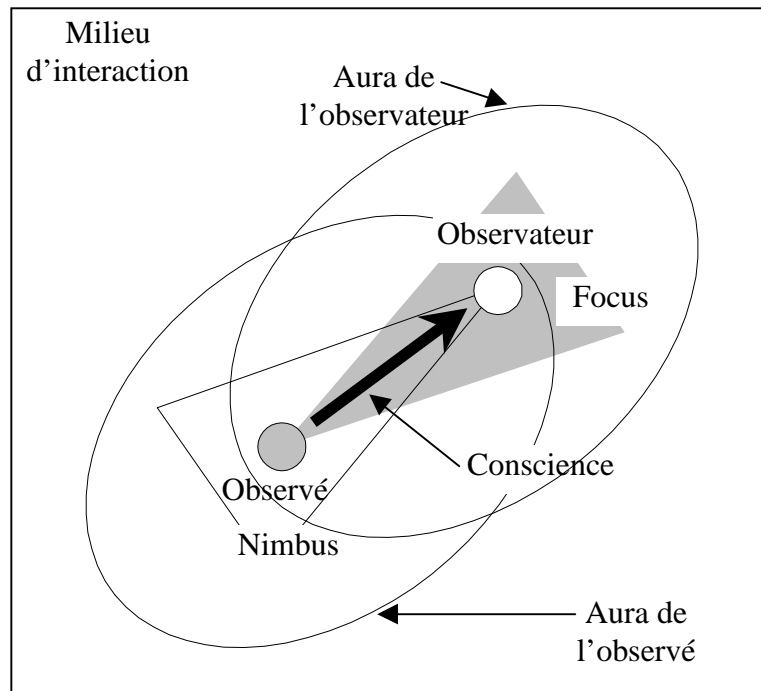 Milieu
d’interaction
Aura de
l’observateur
Observateur
Focus
Conscience
Observé
Nimbus
Aura de
l’observé